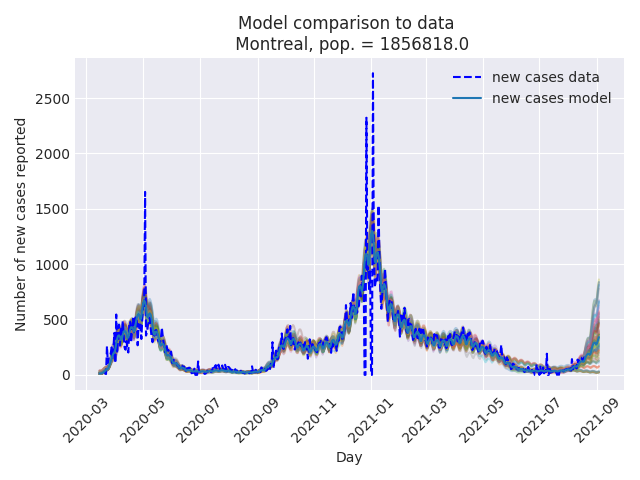 Model comparison to data
Montreal, pop. = 1856818.0
new cases data
new cases model
Number of new cases reported
2500
2000
1500
1000
500
0
2020-03
2020-05
2020-07
2020-09
2020-11
2021-01
2021-03
2021-05
2021-07
2021-09
Day